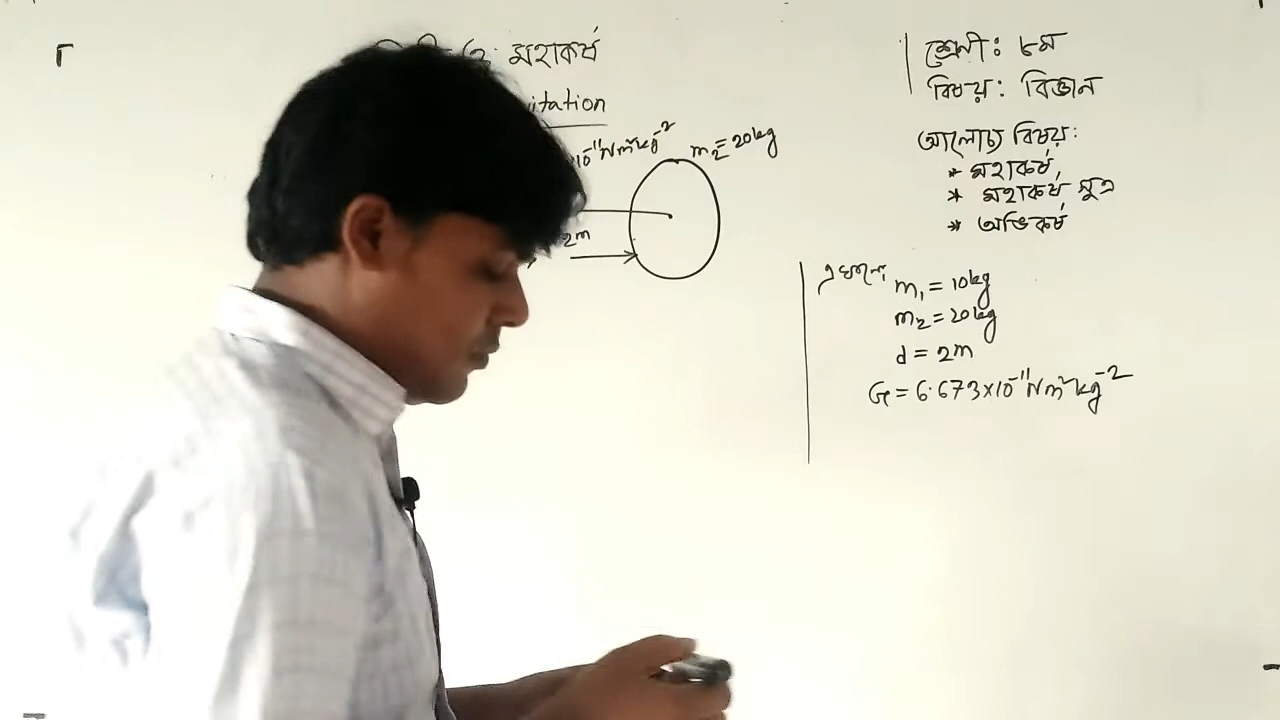 মহাকর্ষ
itation
10⁻¹¹Nm²kg⁻²
m₂=20kg
2m
শ্রেণী: ৮ম
বিষয়: বিজ্ঞান
আলোচ্য বিষয়:
* মহাকর্ষ,
* মহাকর্ষ সূত্র
* অভিকর্ষ
এখানে,
m₁ = 10kg
m₂ = 20kg
d = 2m
G = 6.673×10⁻¹¹Nm²kg⁻²